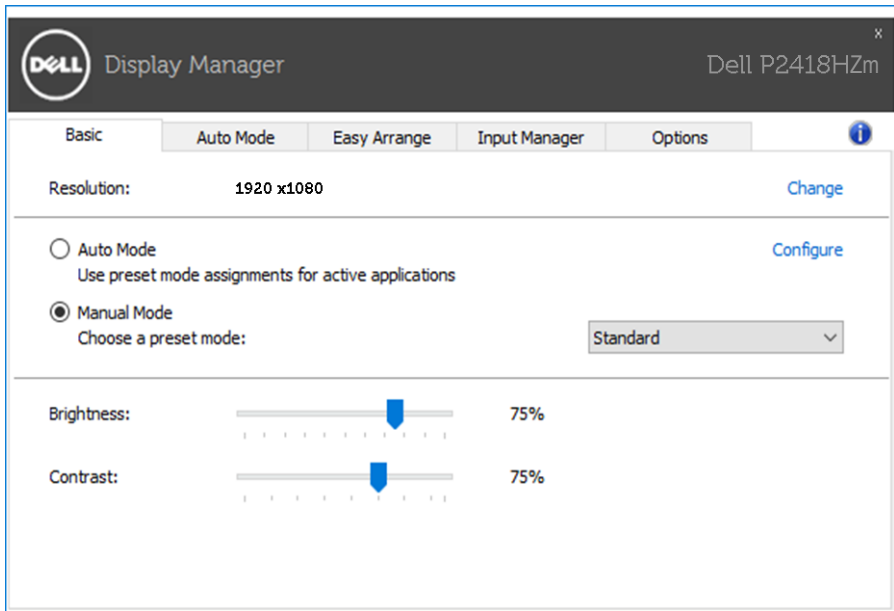 x
DELL Display Manager Dell P2418HZm
Basic Auto Mode Easy Arrange Input Manager Options i
Resolution: 1920 x1080 Change
Auto Mode Configure
Use preset mode assignments for active applications
Manual Mode
Choose a preset mode: Standard
Brightness: 75%
Contrast: 75%